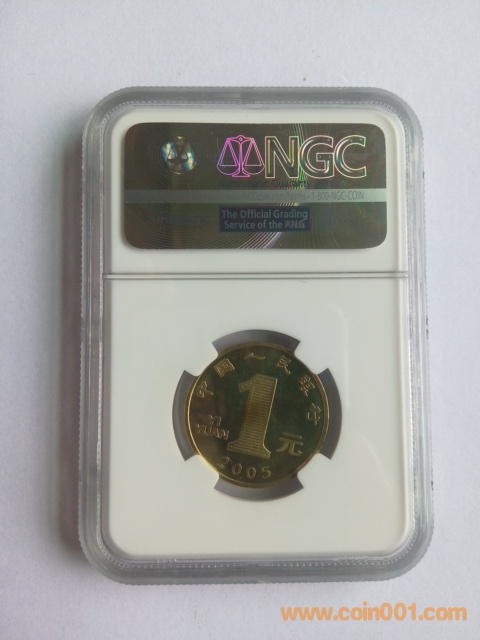 NGC
1-800-NGC-COIN
The Official Grading
Service of the ANA
中国人民银行
YI
YUAN
1
元
2005
www.coin001.com